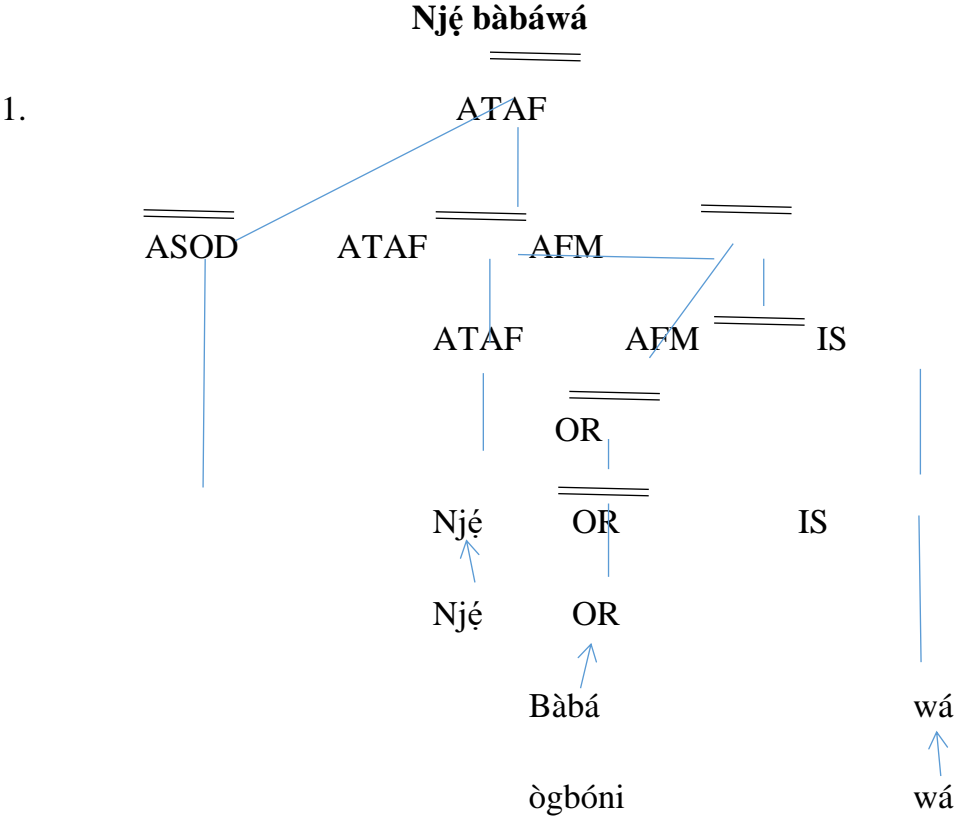 Njẹ́ bàbáwá
1. ATAF
ASOD ATAF AFM
ATAF AFM IS
OR
Njẹ́ OR IS
Njẹ́ OR
Bàbá wá
ògbóni wá